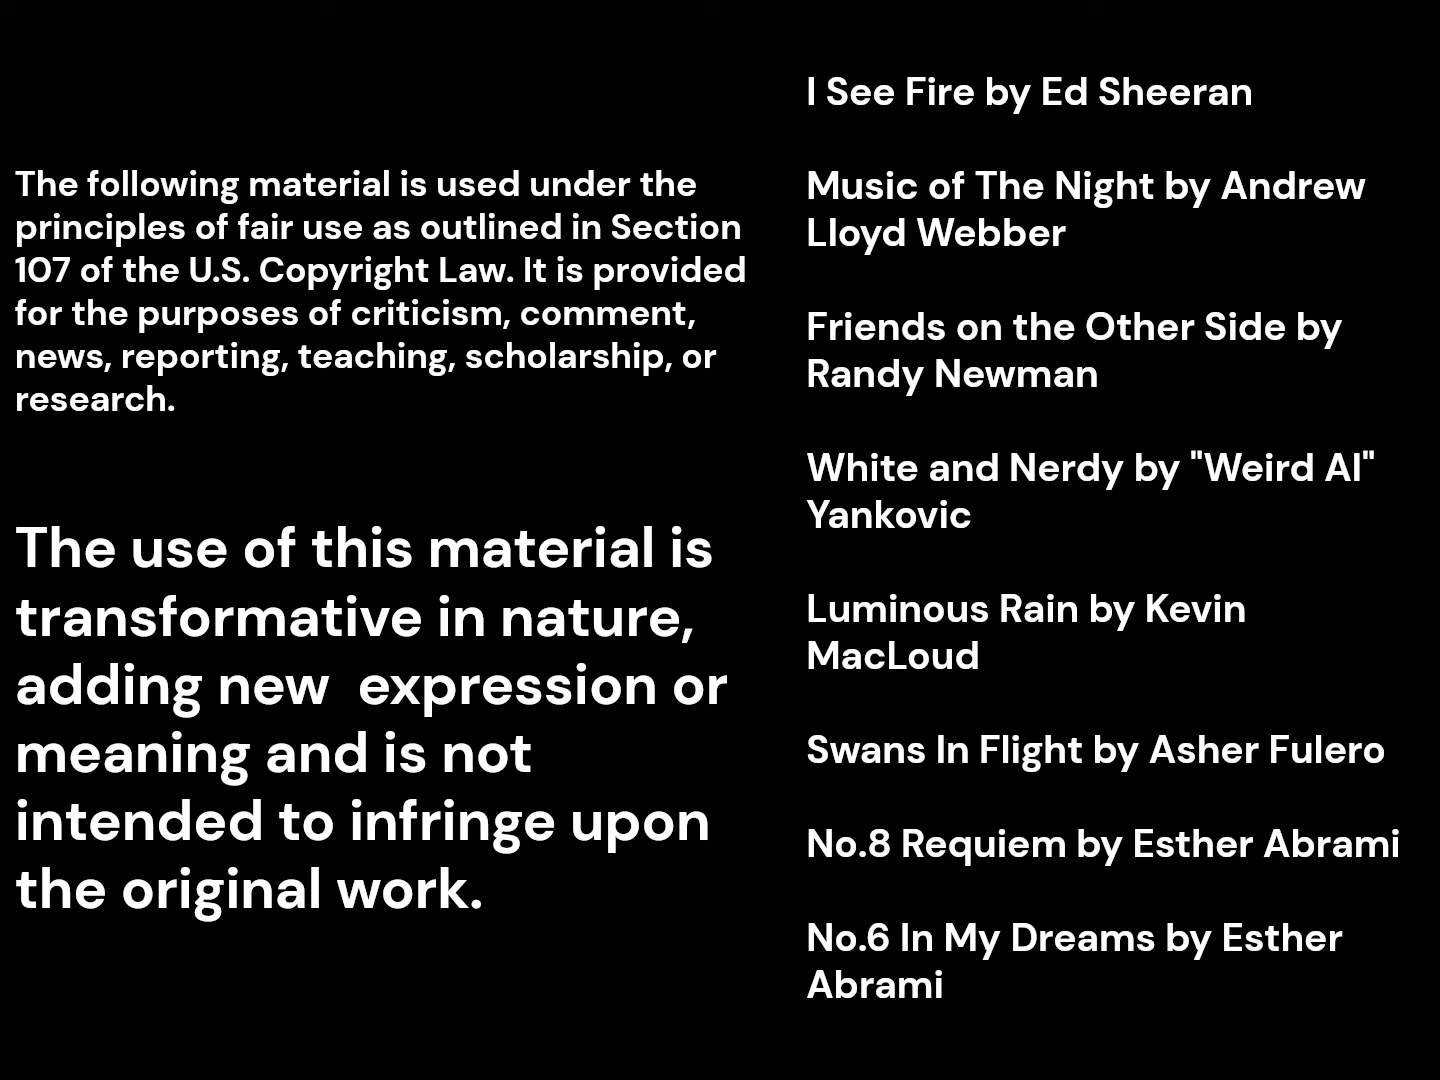 The following material is used under the
principles of fair use as outlined in Section
107 of the U.S. Copyright Law. It is provided
for the purposes of criticism, comment,
news, reporting, teaching, scholarship, or
research.
The use of this material is
transformative in nature,
adding new  expression or
meaning and is not
intended to infringe upon
the original work.
I See Fire by Ed Sheeran
Music of The Night by Andrew
Lloyd Webber
Friends on the Other Side by
Randy Newman
White and Nerdy by "Weird Al"
Yankovic
Luminous Rain by Kevin
MacLoud
Swans In Flight by Asher Fulero
No.8 Requiem by Esther Abrami
No.6 In My Dreams by Esther
Abrami